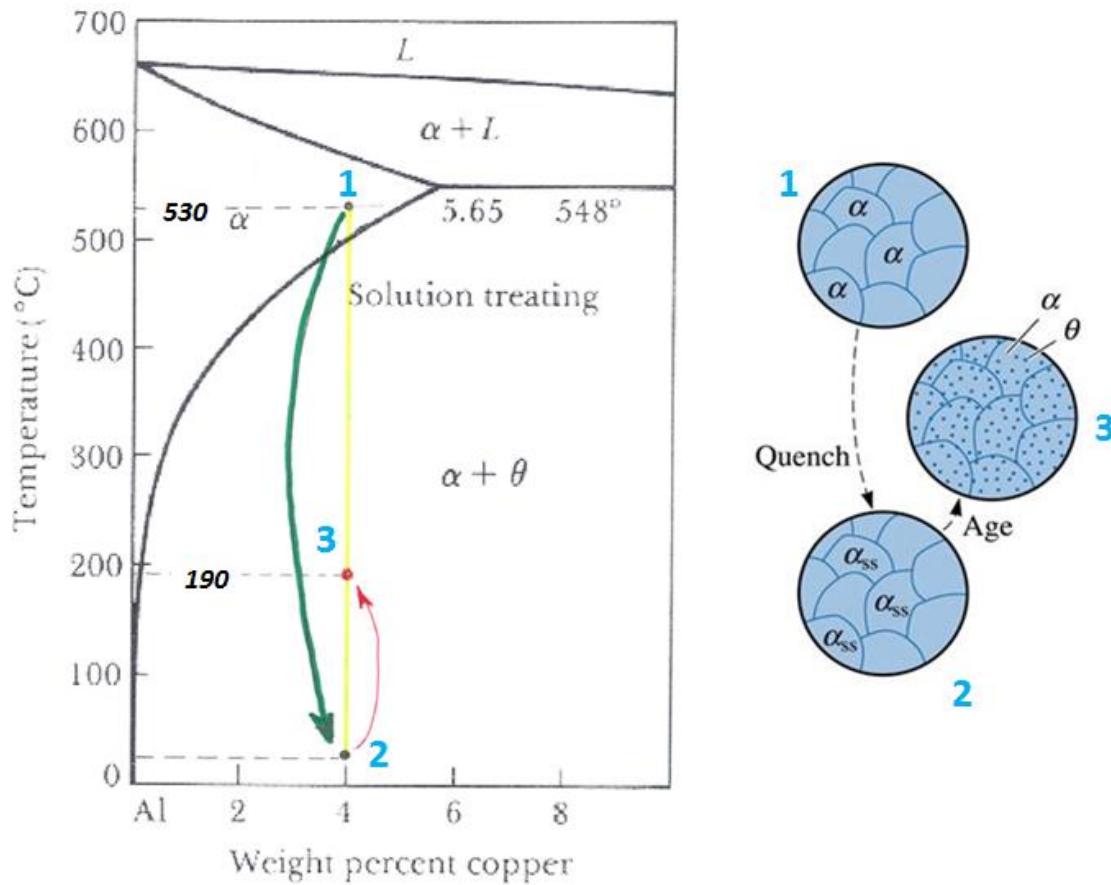 700
L
600
α + L
1
530
α
5.65
548°
500
Solution treating
400
300
α + θ
3
200
190
100
2
0
Al
2
4
6
8
Temperature (°C)
Weight percent copper
1
α
α
α
α
θ
3
Quench
Age
αss
αss
αss
2